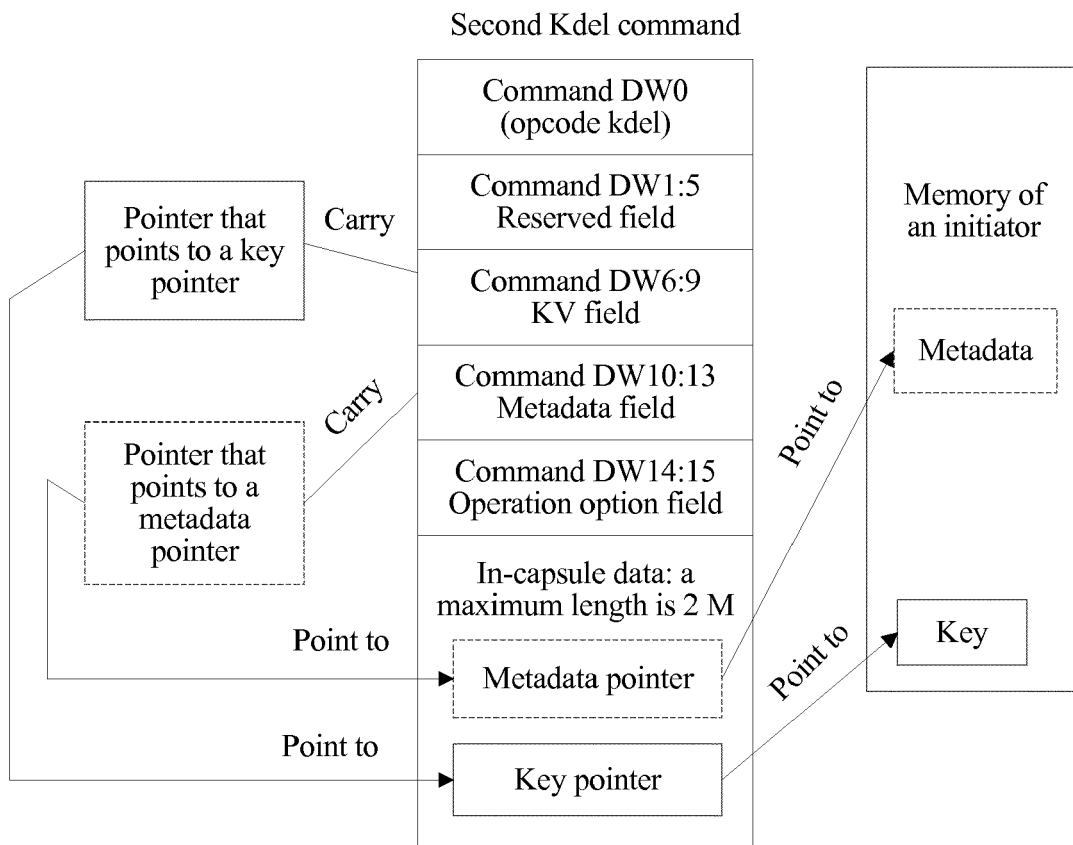 Second Kdel command
Command DW0
(opcode kdel)
Command DW1:5
Reserved field
Command DW6:9
KV field
Command DW10:13
Metadata field
Command DW14:15
Operation option field
In-capsule data: a
maximum length is 2 M
Metadata pointer
Key pointer
Pointer that
points to a key
pointer
Carry
Pointer that
points to a
metadata
pointer
Carry
Point to
Point to
Point to
Point to
Memory of
an initiator
Metadata
Key